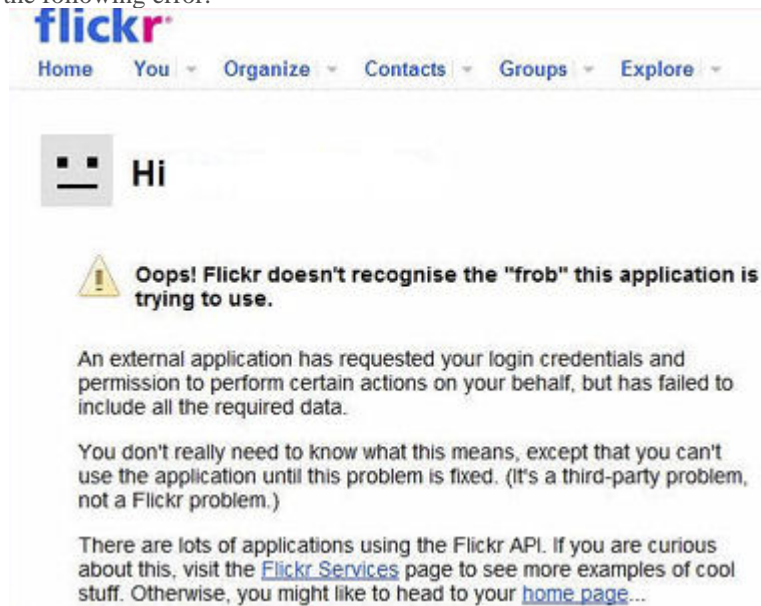 the following error:
flickr
Home You Organize Contacts Groups Explore
Hi
Oops! Flickr doesn't recognise the "frob" this application is
trying to use.
An external application has requested your login credentials and
permission to perform certain actions on your behalf, but has failed to
include all the required data.
You don't really need to know what this means, except that you can't
use the application until this problem is fixed. (It's a third-party problem,
not a Flickr problem.)
There are lots of applications using the Flickr API. If you are curious
about this, visit the Flickr Services page to see more examples of cool
stuff. Otherwise, you might like to head to your home page...